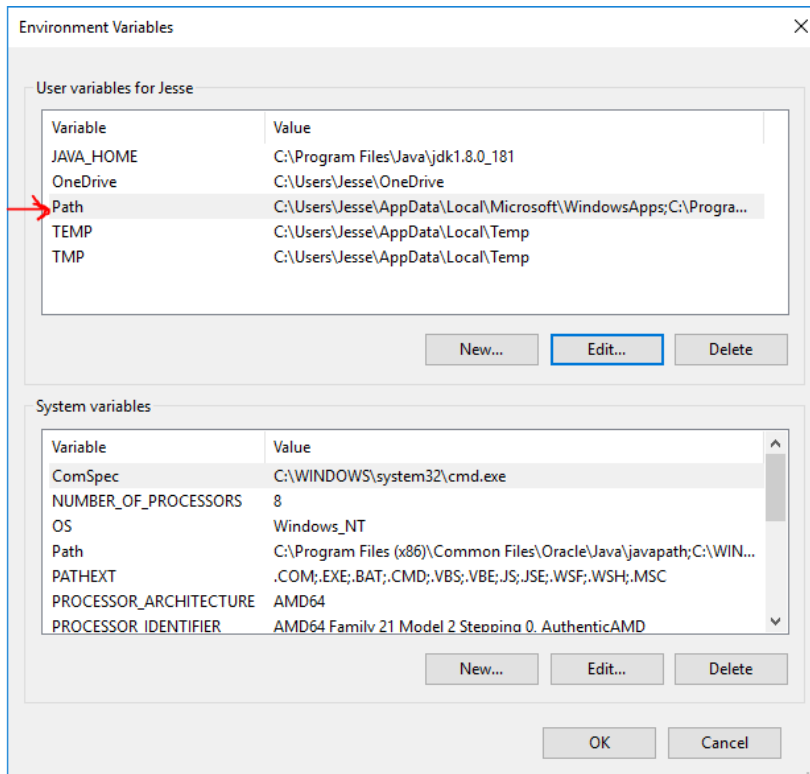 Environment Variables
User variables for Jesse
Variable Value
JAVA_HOME C:\Program Files\Java\jdk1.8.0_181
OneDrive C:\Users\Jesse\OneDrive
Path C:\Users\Jesse\AppData\Local\Microsoft\WindowsApps;C:\Progra...
TEMP C:\Users\Jesse\AppData\Local\Temp
TMP C:\Users\Jesse\AppData\Local\Temp
New... Edit... Delete
System variables
Variable Value
ComSpec C:\WINDOWS\system32\cmd.exe
NUMBER_OF_PROCESSORS 8
OS Windows_NT
Path C:\Program Files (x86)\Common Files\Oracle\Java\javapath;C:\WIN...
PATHEXT .COM;.EXE;.BAT;.CMD;.VBS;.VBE;.JS;.JSE;.WSF;.WSH;.MSC
PROCESSOR_ARCHITECTURE AMD64
PROCESSOR_IDENTIFIER AMD64 Family 21 Model 2 Stepping 0, AuthenticAMD
New... Edit... Delete
OK Cancel